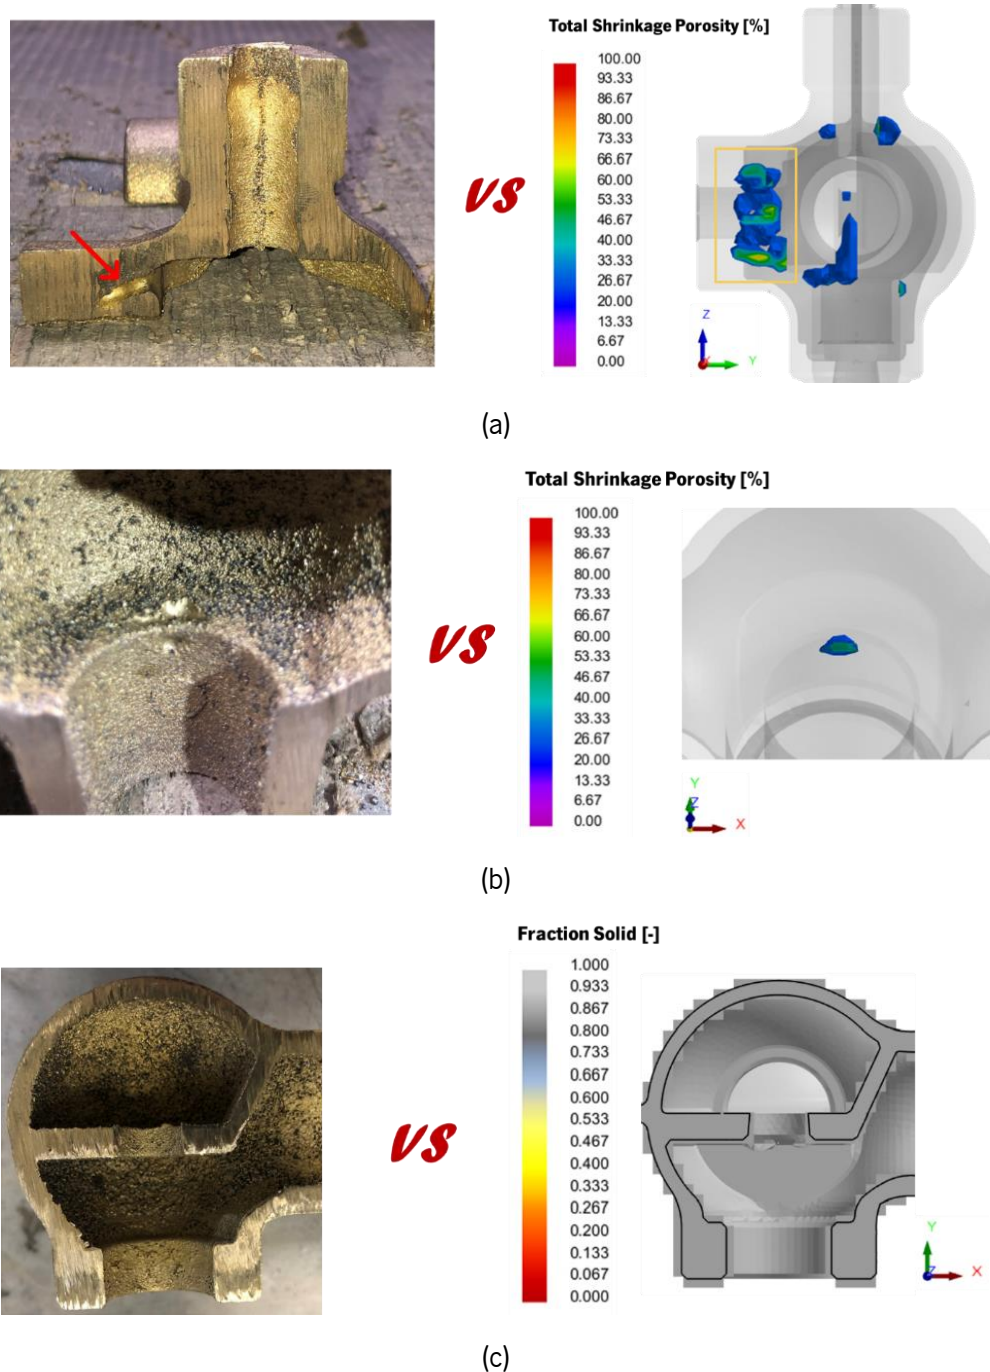 Total Shrinkage Porosity [%]
100.00
93.33
86.67
80.00
73.33
66.67
60.00
53.33
46.67
40.00
33.33
26.67
20.00
13.33
6.67
0.00
VS
Z
Y
(a)
Total Shrinkage Porosity [%]
100.00
93.33
86.67
80.00
73.33
66.67
60.00
53.33
46.67
40.00
33.33
26.67
20.00
13.33
6.67
0.00
VS
Y
Z
X
(b)
Fraction Solid [-]
1.000
0.933
0.867
0.800
0.733
0.667
0.600
0.533
0.467
0.400
0.333
0.267
0.200
0.133
0.067
0.000
VS
Y
Z
X
(c)